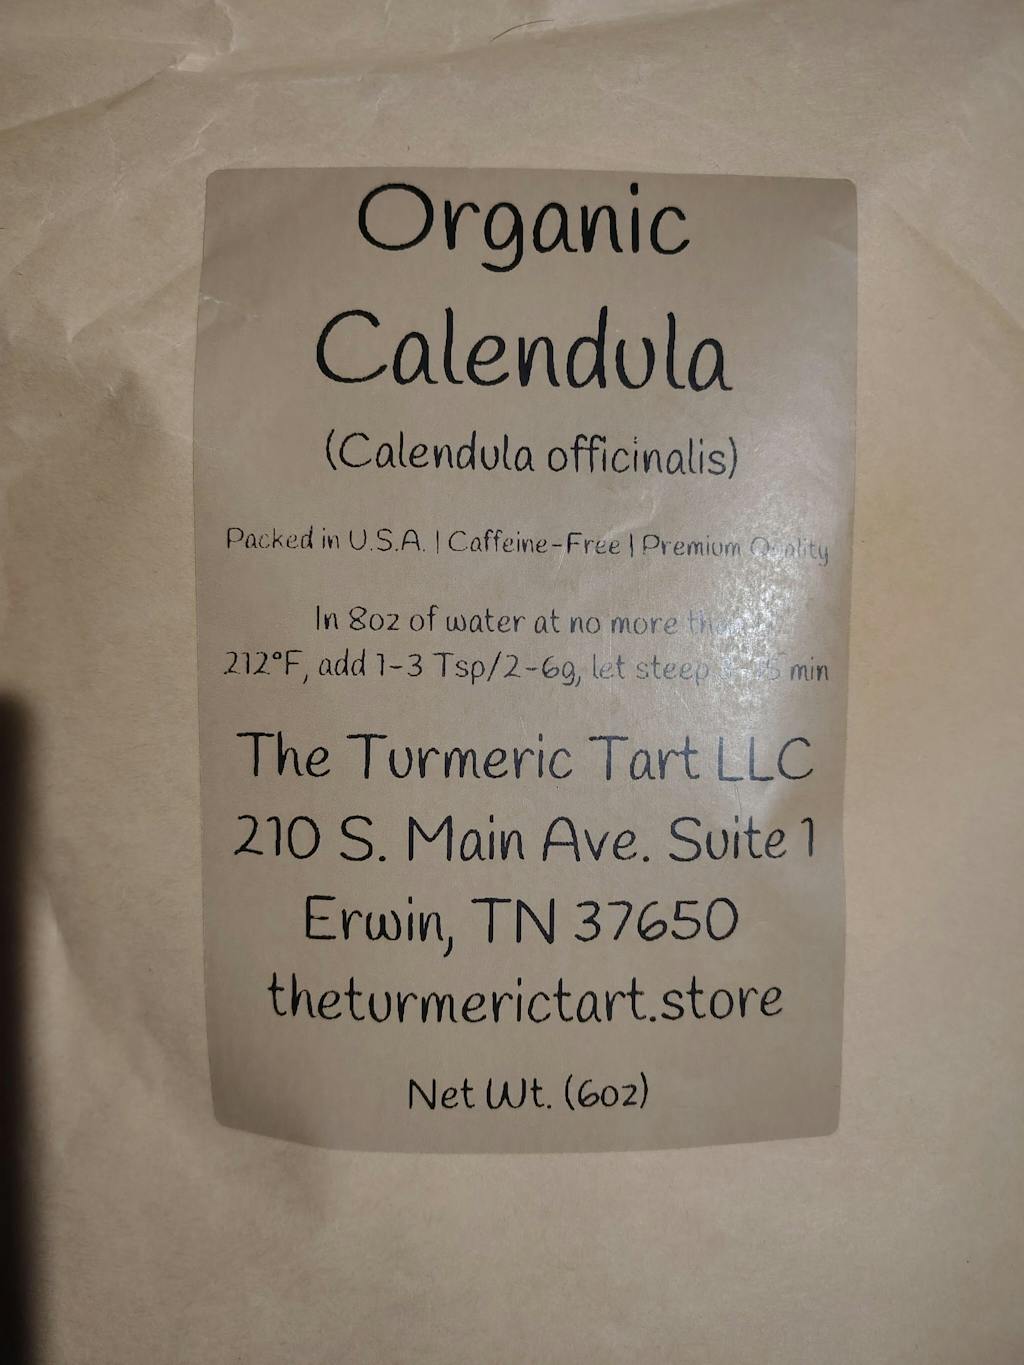 Organic
Calendula
(Calendula officinalis)
Packed in U.S.A. | Caffeine-Free | Premium Quality
In 8oz of water at no more than
212°F, add 1-3 Tsp/2-6g, let steep min
The Turmeric Tart LLC
210 S. Main Ave. Suite 1
Erwin, TN 37650
theturmerictart.store
Net Wt. (6oz)